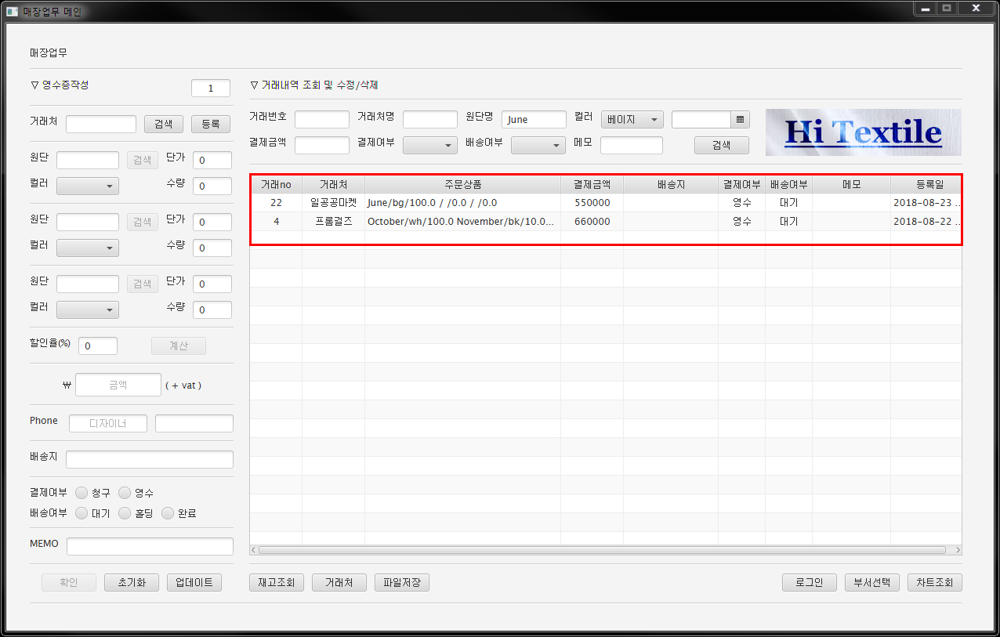 매장업무 메인
매장업무
▽ 영수증작성
1
거래처
검색
등록
원단
검색
단가
0
컬러
수량
0
원단
검색
단가
0
컬러
수량
0
원단
검색
단가
0
컬러
수량
0
할인율(%)
0
계산
₩
금액
( + vat )
Phone
디자이너
배송지
결제여부
청구
영수
배송여부
대기
홀딩
완료
MEMO
확인
초기화
업데이트
▽ 거래내역 조회 및 수정/삭제
거래번호
거래처명
원단명
June
컬러
베이지
결제금액
결제여부
배송여부
메모
검색
Hi Textile
거래no 거래처 주문상품 결제금액 배송지 결제여부 배송여부 메모 등록일
22 일공공마켓 June/bg/100.0 / /0.0 / /0.0 550000 영수 대기 2018-08-23 ..
4 프롬걸즈 October/wh/100.0 November/bk/10.0... 660000 영수 대기 2018-08-22 ..
재고조회
거래처
파일저장
로그인
부서선택
차트조회